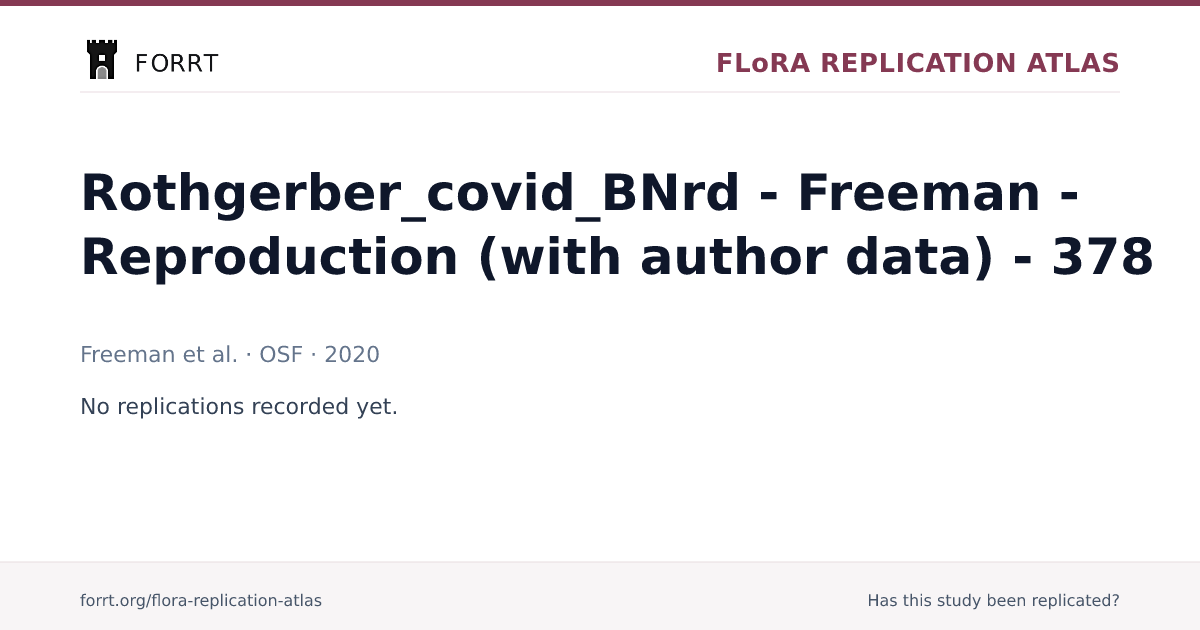 FORRT
FLoRA REPLICATION ATLAS
Rothgerber_covid_BNrd - Freeman -
Reproduction (with author data) - 378
Freeman et al. · OSF · 2020
No replications recorded yet.
forrt.org/flora-replication-atlas
Has this study been replicated?